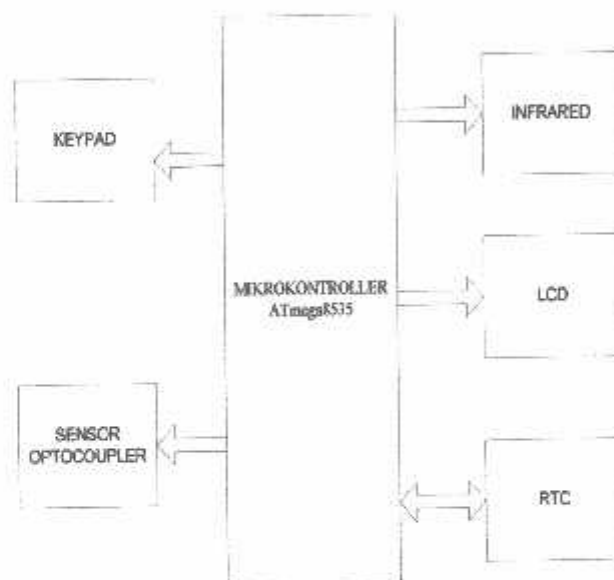 KEYPAD
INFRARED
MIKROKONTROLLER
ATmega8535
LCD
SENSOR
OPTOCOUPLER
RTC